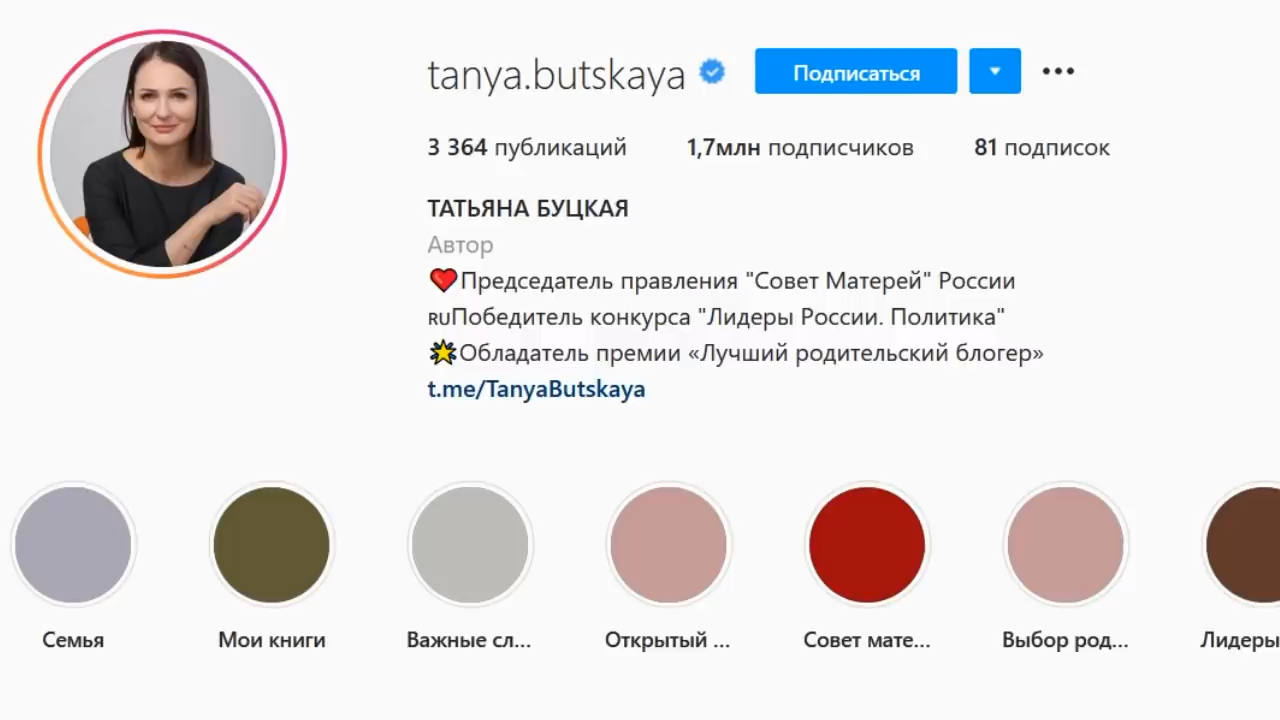 tanya.butskaya
Подписаться
3 364 публикаций 1,7млн подписчиков 81 подписок
ТАТЬЯНА БУЦКАЯ
Автор
Председатель правления "Совет Матерей" России
RUПобедитель конкурса "Лидеры России. Политика"
Обладатель премии «Лучший родительский блогер»
t.me/TanyaButskaya
Семья Мои книги Важные сл... Открытый ... Совет мате... Выбор род... Лидеры